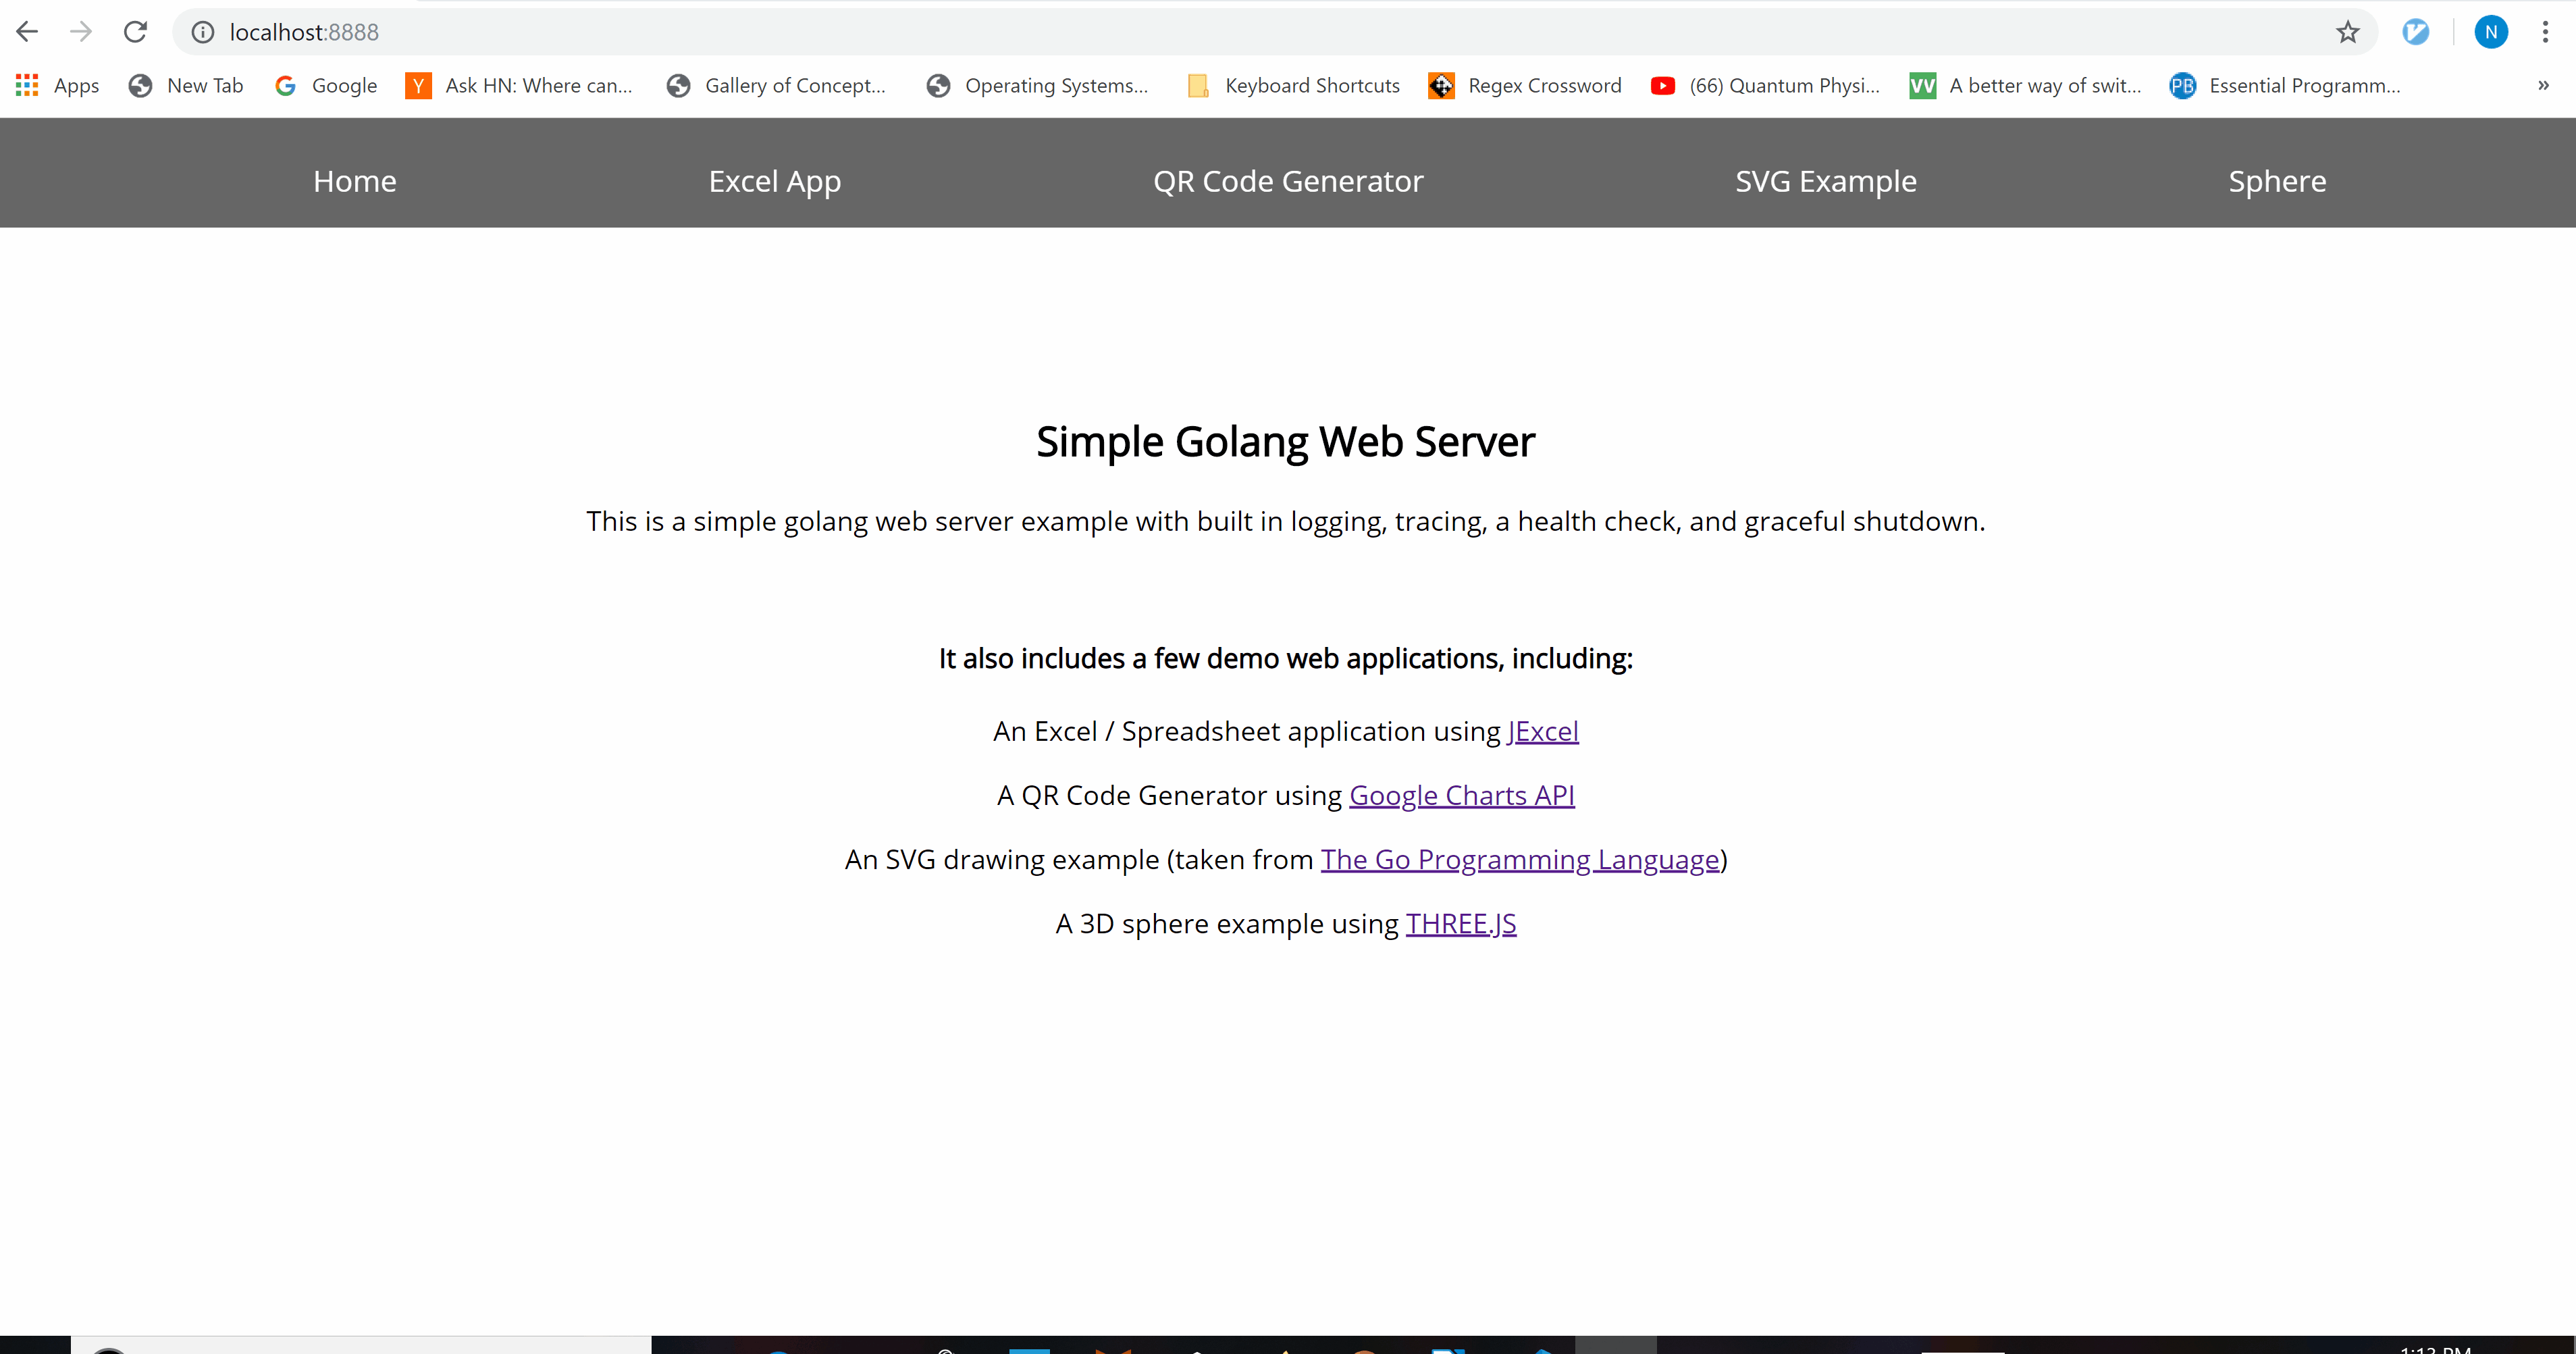 localhost:8888
N
Apps New Tab Google Y Ask HN: Where can... Gallery of Concept... Operating Systems... Keyboard Shortcuts Regex Crossword (66) Quantum Physi... VV A better way of swit... PB Essential Programm... »
Home Excel App QR Code Generator SVG Example Sphere
Simple Golang Web Server
This is a simple golang web server example with built in logging, tracing, a health check, and graceful shutdown.
It also includes a few demo web applications, including:
An Excel / Spreadsheet application using JExcel
A QR Code Generator using Google Charts API
An SVG drawing example (taken from The Go Programming Language)
A 3D sphere example using THREE.JS
1:13 PM